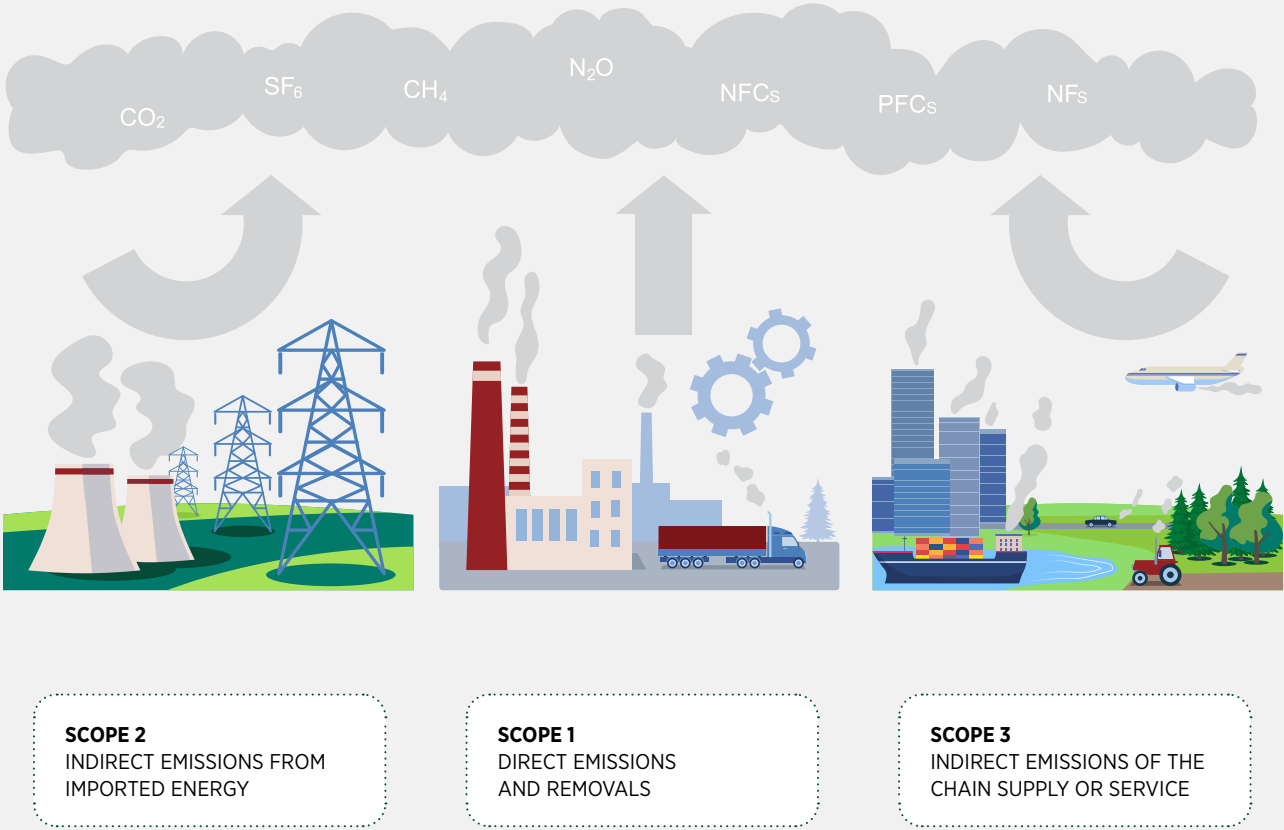 CO₂
SF₆
CH₄
N₂O
NFCs
PFCs
NFs
SCOPE 2
INDIRECT EMISSIONS FROM
IMPORTED ENERGY
SCOPE 1
DIRECT EMISSIONS
AND REMOVALS
SCOPE 3
INDIRECT EMISSIONS OF THE
CHAIN SUPPLY OR SERVICE